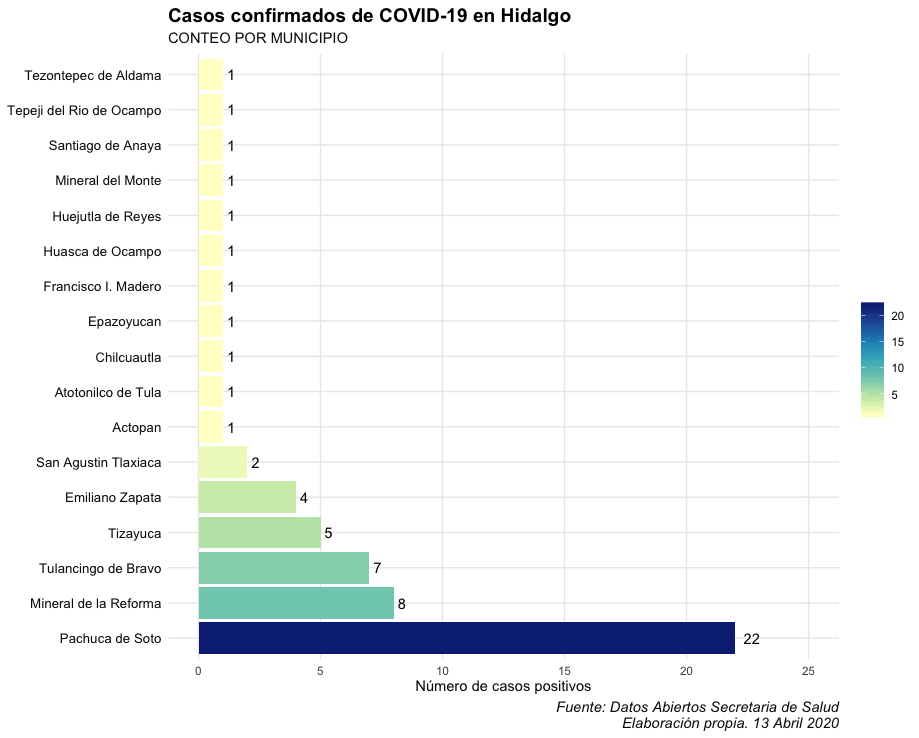 Casos confirmados de COVID-19 en Hidalgo
CONTEO POR MUNICIPIO
Tezontepec de Aldama 1
Tepeji del Rio de Ocampo 1
Santiago de Anaya 1
Mineral del Monte 1
Huejutla de Reyes 1
Huasca de Ocampo 1
Francisco I. Madero 1
Epazoyucan 1
Chilcuautla 1
Atotonilco de Tula 1
Actopan 1
San Agustin Tlaxiaca 2
Emiliano Zapata 4
Tizayuca 5
Tulancingo de Bravo 7
Mineral de la Reforma 8
Pachuca de Soto 22
0 5 10 15 20 25
Número de casos positivos
20
15
10
5
Fuente: Datos Abiertos Secretaria de Salud
Elaboración propia. 13 Abril 2020